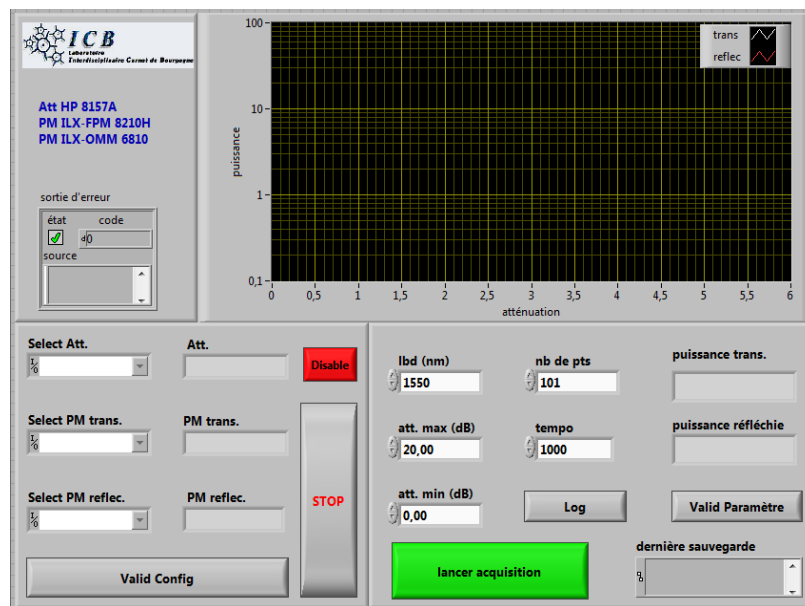 ICB
Laboratoire
Interdisciplinaire Carnot de Bourgogne
Att HP 8157A
PM ILX-FPM 8210H
PM ILX-OMM 6810
sortie d'erreur
état code
d 0
source
puissance
100
10
1
0,1
0 0,5 1 1,5 2 2,5 3 3,5 4 4,5 5 5,5 6
atténuation
trans
reflec
Select Att. Att.
I/O
Disable
Select PM trans. PM trans.
I/O
Select PM reflec. PM reflec.
I/O
STOP
Valid Config
lbd (nm) nb de pts puissance trans.
1550 101
att. max (dB) tempo puissance réfléchie
20,00 1000
att. min (dB)
0,00 Log Valid Paramètre
lancer acquisition
dernière sauvegarde